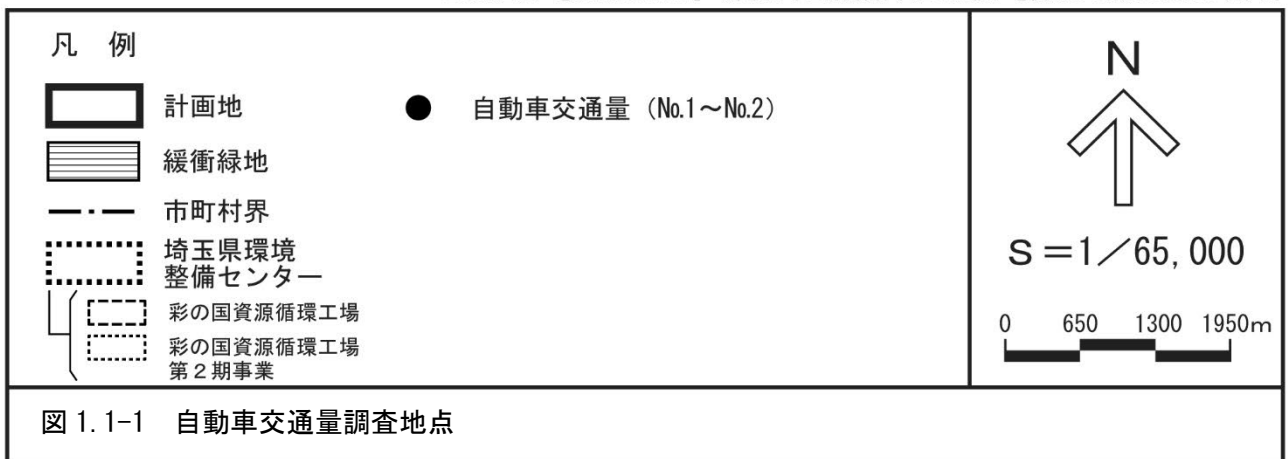 凡 例
計画地
● 自動車交通量（No.1～No.2）
緩衝緑地
市町村界
埼玉県環境
整備センター
彩の国資源循環工場
彩の国資源循環工場
第２期事業
N
S＝1／65,000
0 650 1300 1950m
図 1.1-1 自動車交通量調査地点